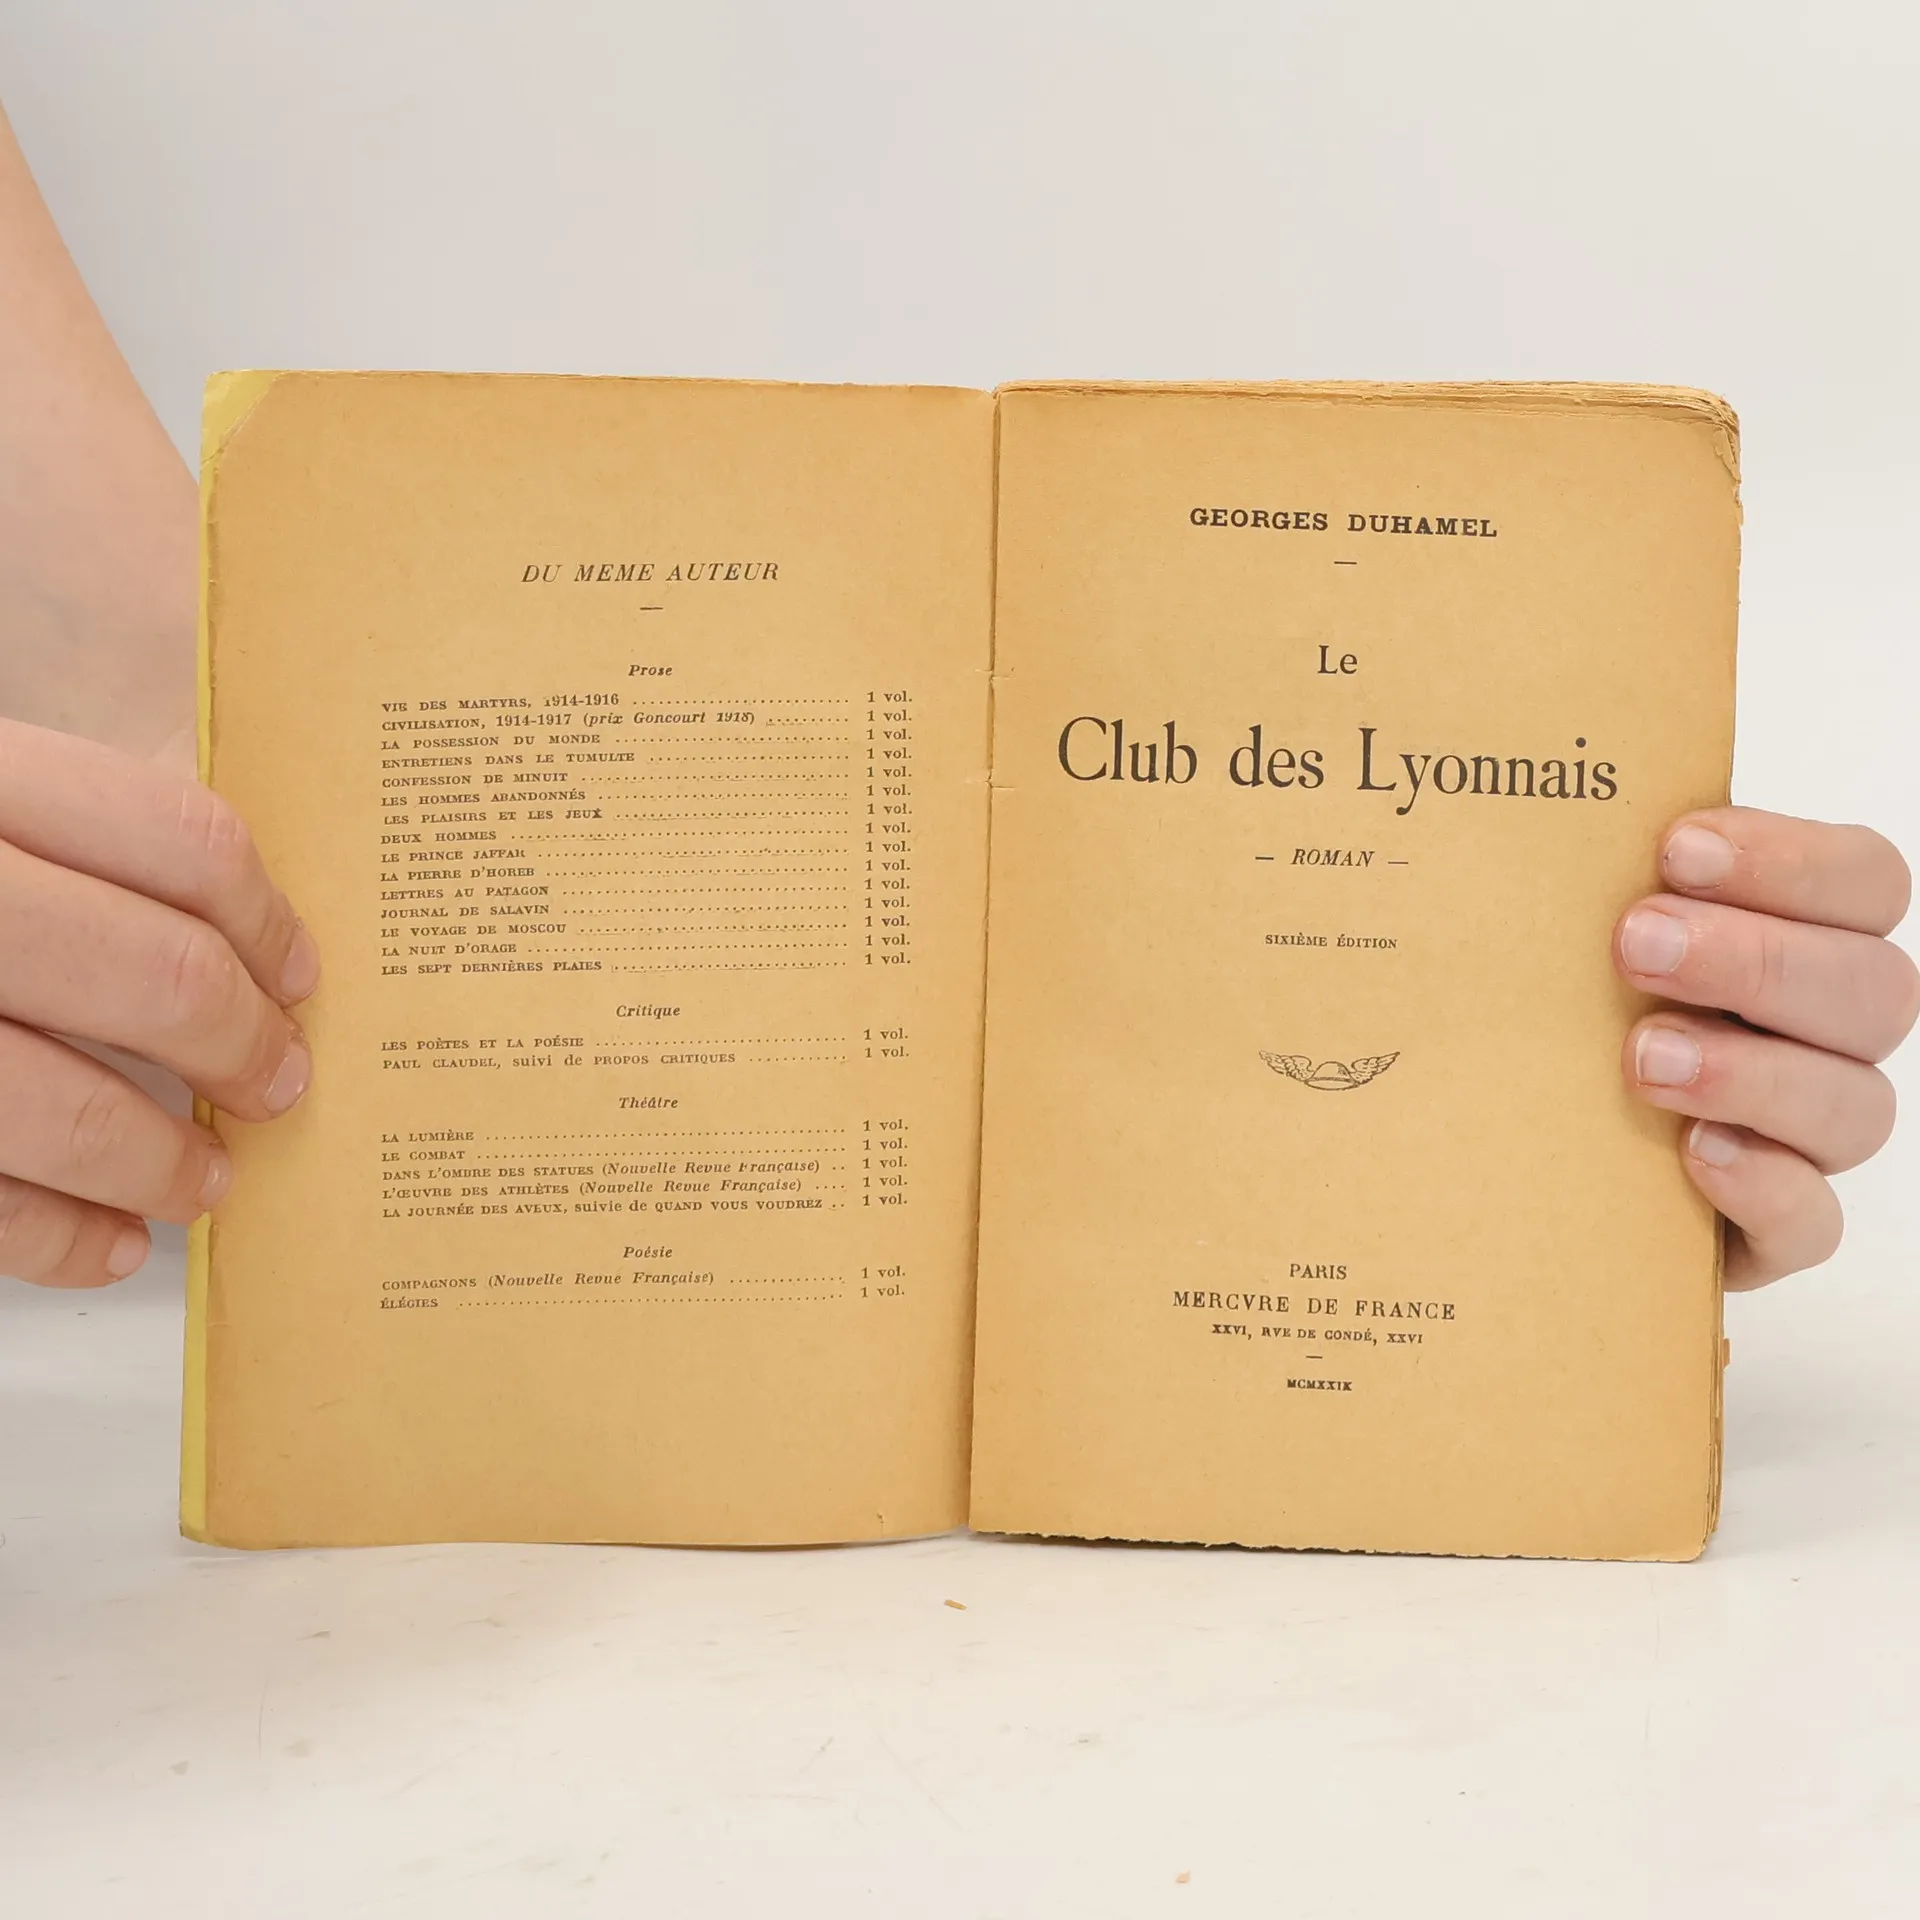 DU MEME AUTEUR
Prose
VIE DES MARTYRS, 1914-1916 ........................ 1 vol.
CIVILISATION, 1914-1917 (prix Goncourt 1918) .......... 1 vol.
LA POSSESSION DU MONDE ........................ 1 vol.
ENTRETIENS DANS LE TUMULTE ........................ 1 vol.
CONFESSION DE MINUIT ........................ 1 vol.
LES HOMMES ABANDONNÉS ........................ 1 vol.
LES PLAISIRS ET LES JEUX ........................ 1 vol.
DEUX HOMMES ........................ 1 vol.
LE PRINCE JAFFAR ........................ 1 vol.
LA PIERRE D'HOREB ........................ 1 vol.
LETTRES AU PATAGON ........................ 1 vol.
JOURNAL DE SALAVIN ........................ 1 vol.
LE VOYAGE DE MOSCOU ........................ 1 vol.
LA NUIT D'ORAGE ........................ 1 vol.
LES SEPT DERNIÈRES PLAIES ........................ 1 vol.
Critique
LES POÈTES ET LA POÉSIE ........................ 1 vol.
PAUL CLAUDEL, suivi de PROPOS CRITIQUES ............ 1 vol.
Théâtre
LA LUMIÈRE ........................ 1 vol.
LE COMBAT ........................ 1 vol.
DANS L'OMBRE DES STATUES (Nouvelle Revue Française) .. 1 vol.
L'ŒUVRE DES ATHLÈTES (Nouvelle Revue Française) .... 1 vol.
LA JOURNÉE DES AVEUX, suivie de QUAND VOUS VOUDREZ .. 1 vol.
Poésie
COMPAGNONS (Nouvelle Revue Française) .............. 1 vol.
ÉLÉGIES ........................ 1 vol.
GEORGES DUHAMEL
Le
Club des Lyonnais
— ROMAN —
SIXIÈME ÉDITION
PARIS
MERCVRE DE FRANCE
XXVI, RVE DE CONDÉ, XXVI
MCMXXIX